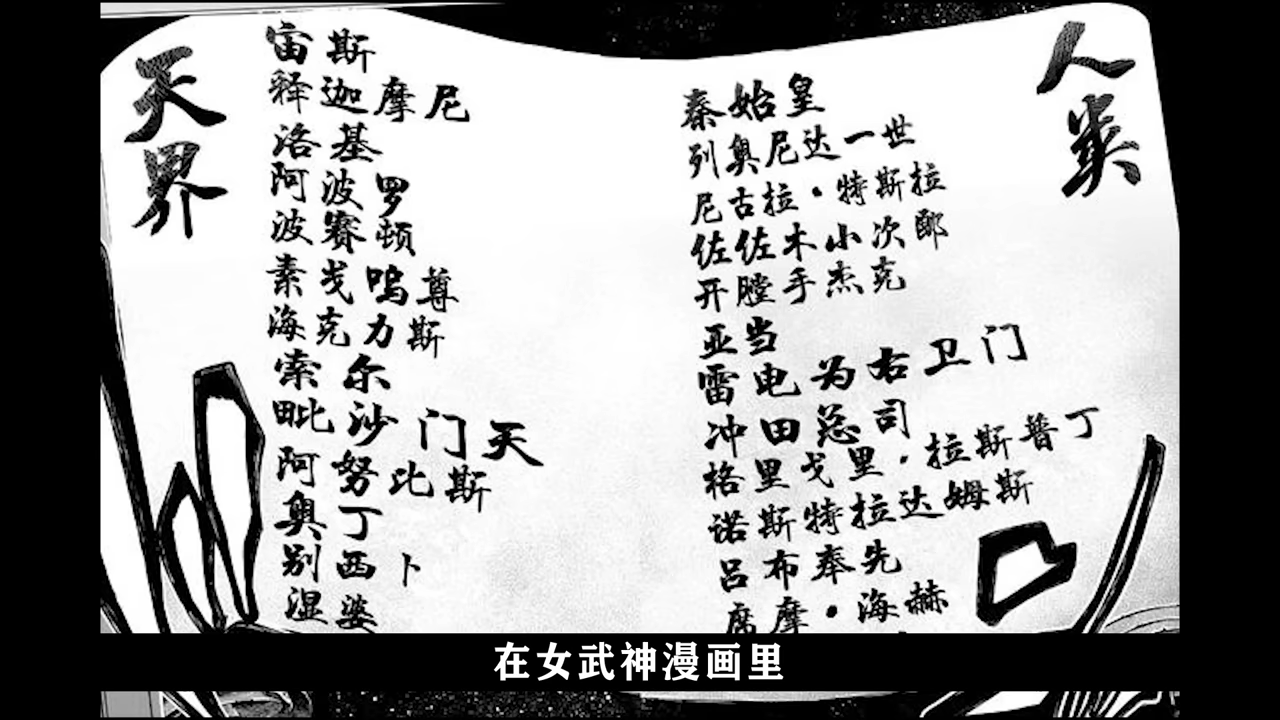 天界
宙斯
释迦摩尼
洛基
阿波罗
波赛顿
素戋呜尊
海克力斯
索尔
毗沙门天
阿努比斯
奥丁
别西卜
湿婆
人类
秦始皇
列奥尼达一世
尼古拉·特斯拉
佐佐木小次郎
开膛手杰克
亚当
雷电为右卫门
冲田总司
格里戈里·拉斯普丁
诺斯特拉达姆斯
吕布奉先
席摩·海赫
在女武神漫画里